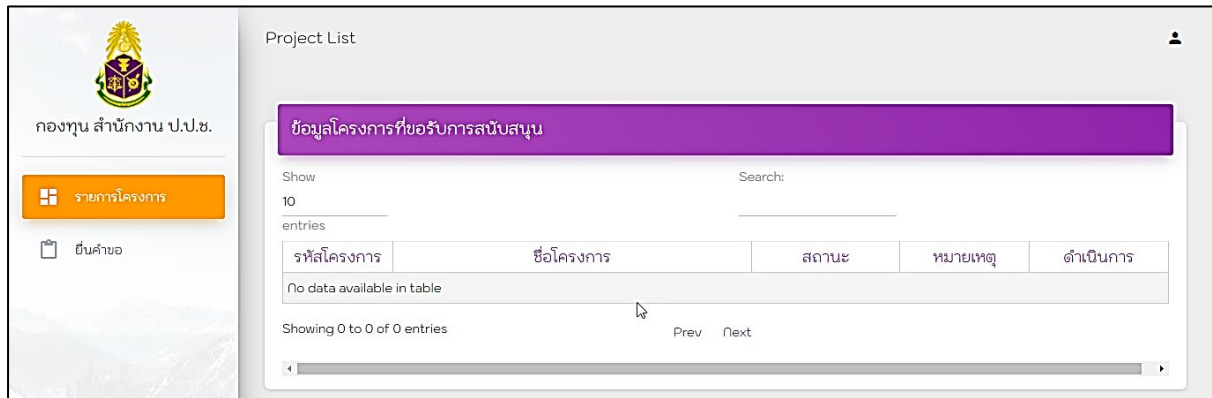 กองทุน สำนักงาน ป.ป.ช.
รายการโครงการ
ยื่นคำขอ
Project List
ข้อมูลโครงการที่ขอรับการสนับสนุน
Show
10
entries
Search:
รหัสโครงการ ชื่อโครงการ สถานะ หมายเหตุ ดำเนินการ
No data available in table
Showing 0 to 0 of 0 entries
Prev Next